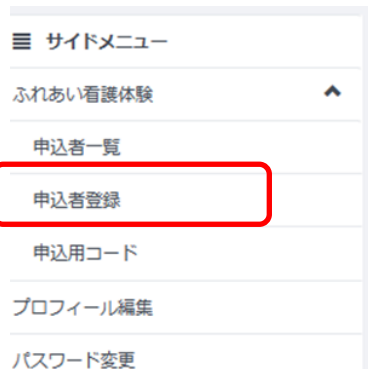 サイドメニュー
ふれあい看護体験
申込者一覧
申込者登録
申込用コード
プロフィール編集
パスワード変更